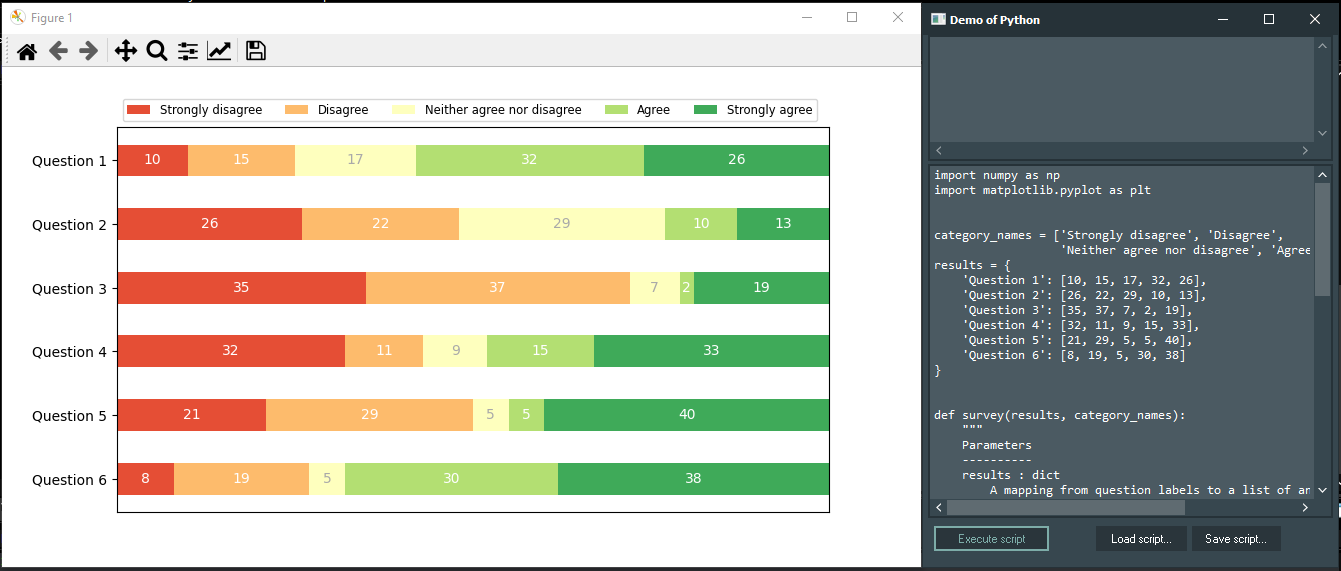 Figure 1
Strongly disagree Disagree Neither agree nor disagree Agree Strongly agree
Question 1 10 15 17 32 26
Question 2 26 22 29 10 13
Question 3 35 37 7 2 19
Question 4 32 11 9 15 33
Question 5 21 29 5 5 40
Question 6 8 19 5 30 38
Demo of Python
import numpy as np
import matplotlib.pyplot as plt
category_names = ['Strongly disagree', 'Disagree',
                  'Neither agree nor disagree', 'Agree
results = {
    'Question 1': [10, 15, 17, 32, 26],
    'Question 2': [26, 22, 29, 10, 13],
    'Question 3': [35, 37, 7, 2, 19],
    'Question 4': [32, 11, 9, 15, 33],
    'Question 5': [21, 29, 5, 5, 40],
    'Question 6': [8, 19, 5, 30, 38]
}
def survey(results, category_names):
    """
    Parameters
    ----------
    results : dict
        A mapping from question labels to a list of an
Execute script Load script... Save script...